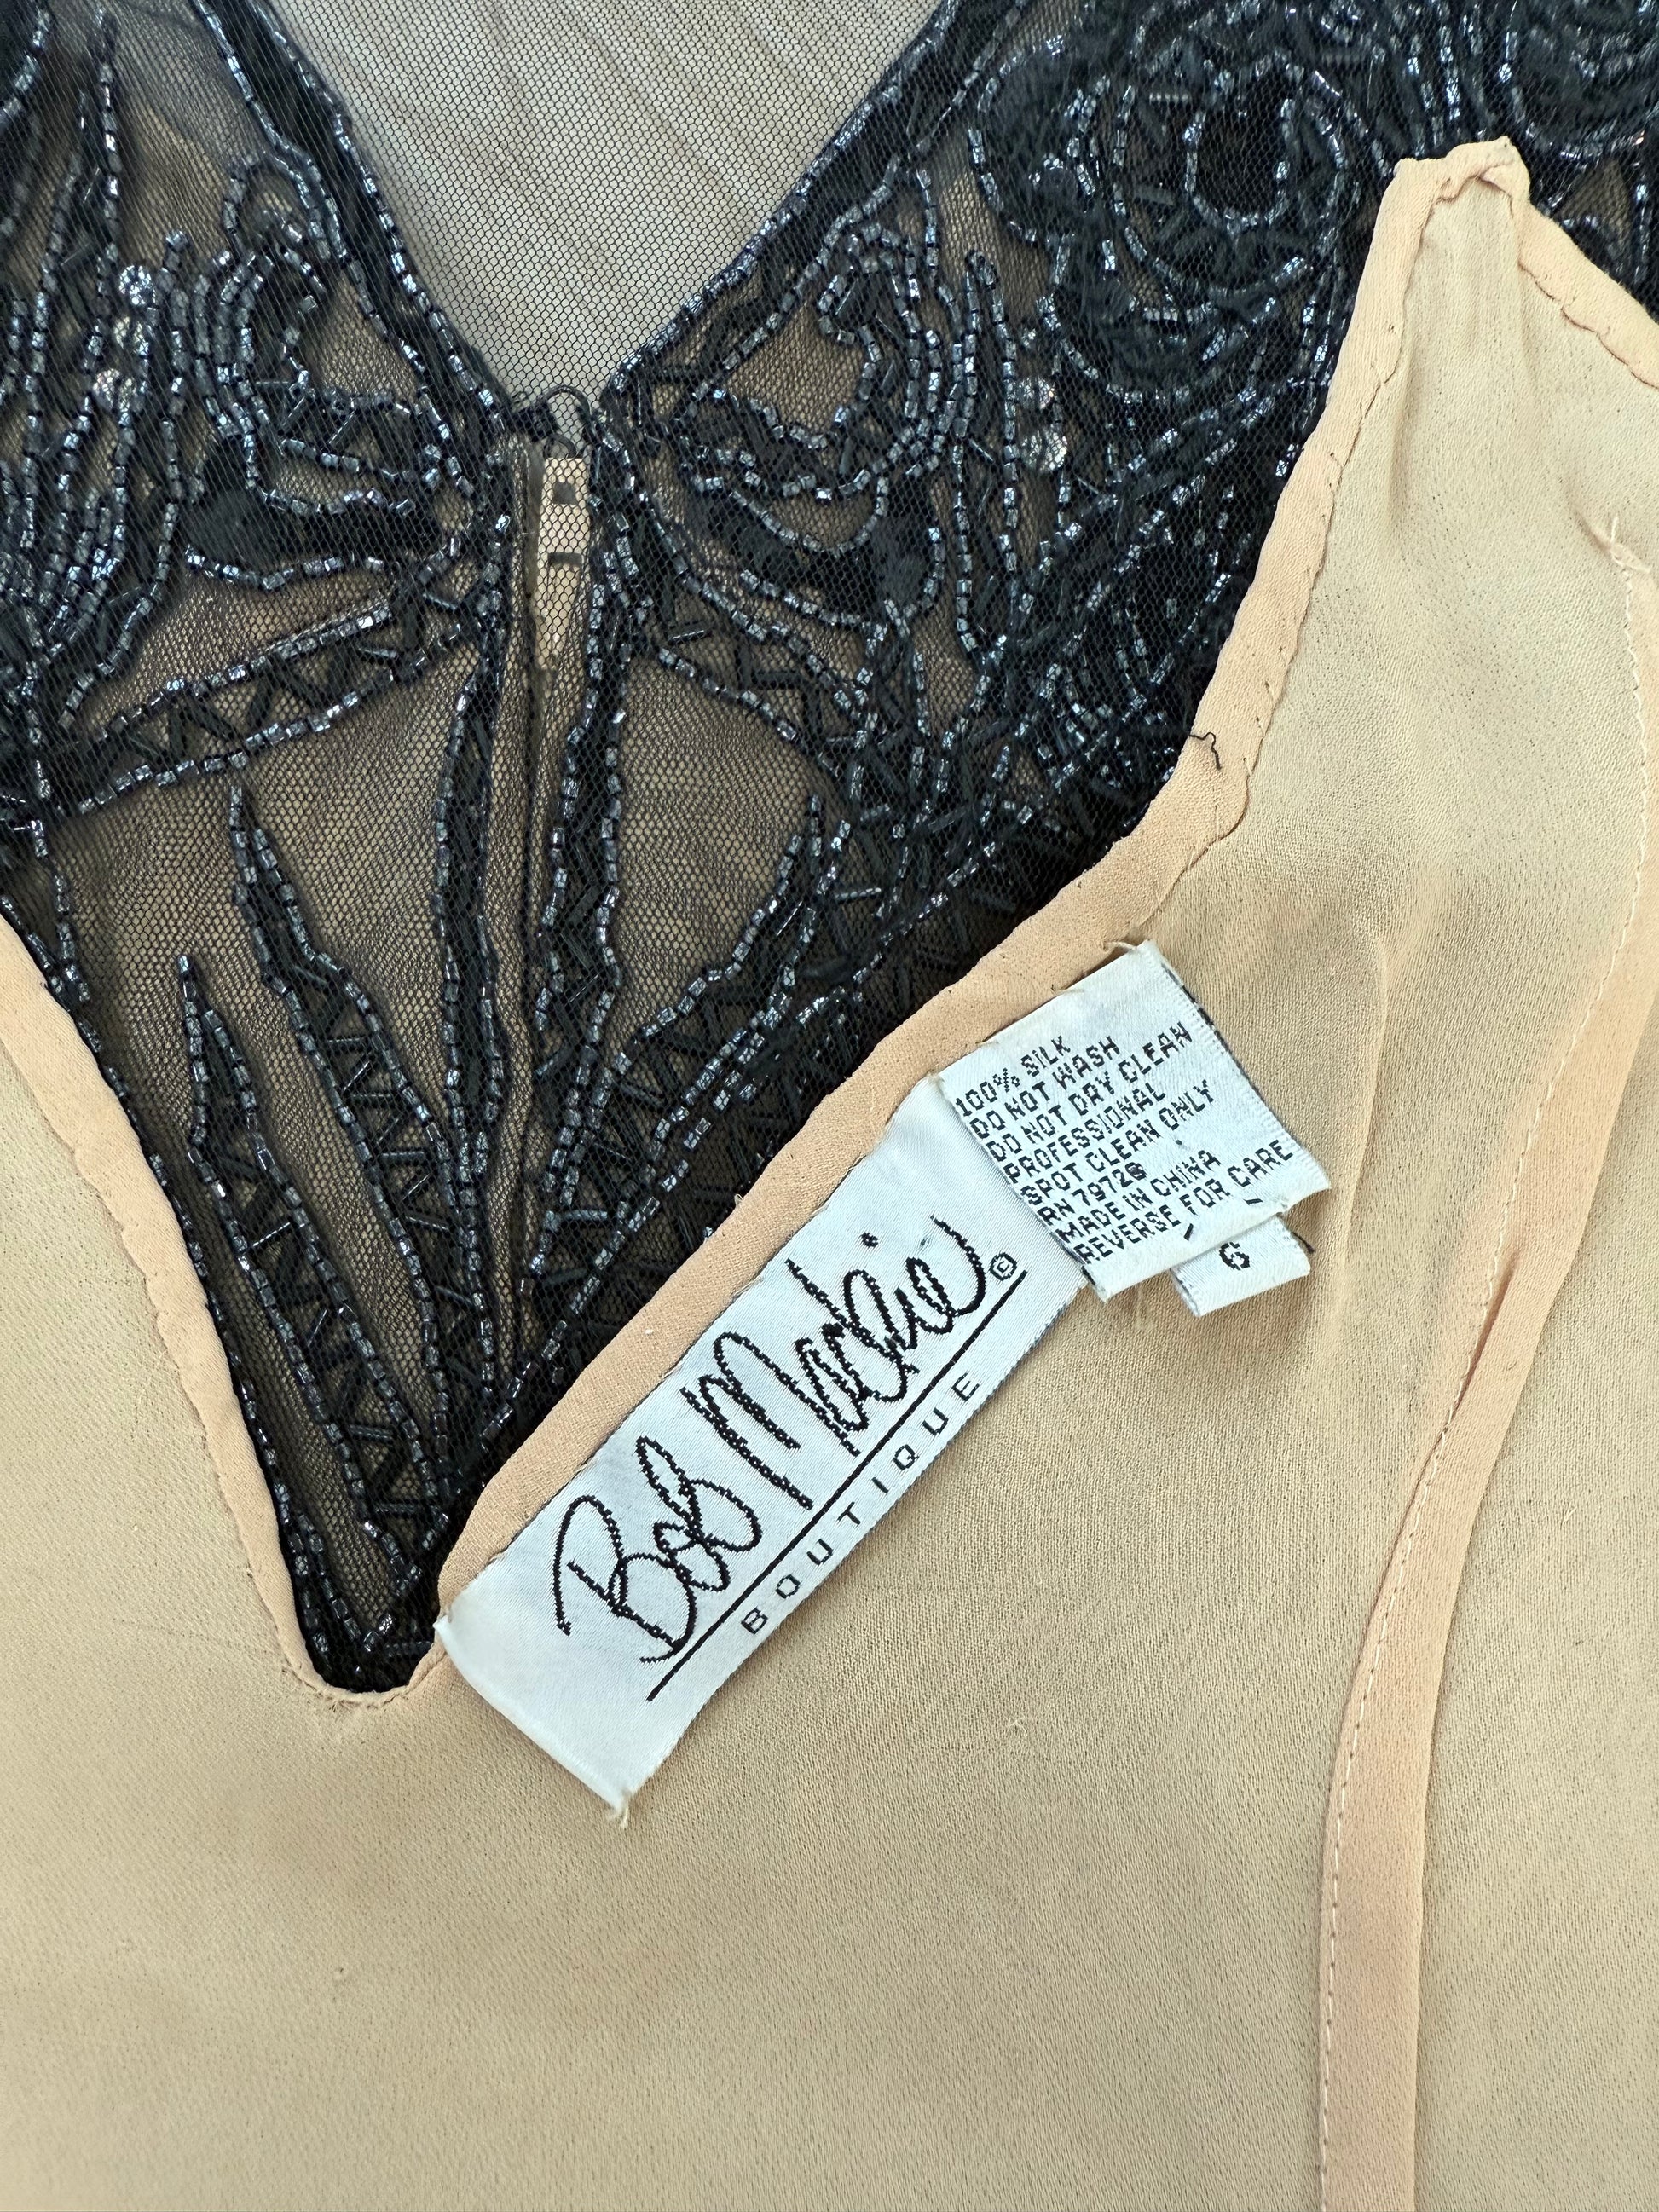 100% SILK
DO NOT WASH
DO NOT DRY CLEAN
PROFESSIONAL
SPOT CLEAN ONLY
RN 79728
MADE IN CHINA
REVERSE FOR CARE
6
Bob Mackie ©
BOUTIQUE